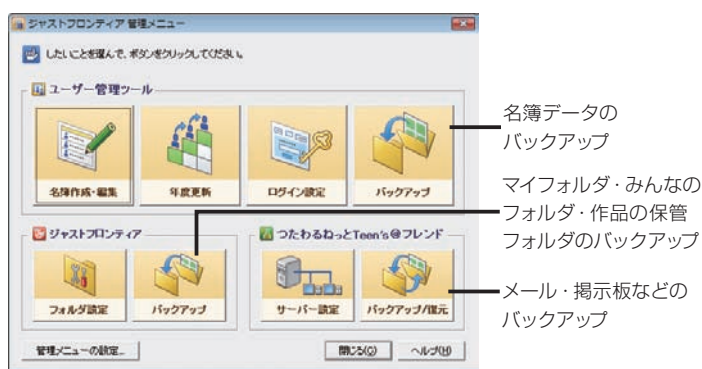 ジャストフロンティア 管理メニュー
したいことを選んで、ボタンをクリックしてください。
ユーザー管理ツール
名簿作成・編集
年度更新
ログイン設定
バックアップ
名簿データの
バックアップ
マイフォルダ・みんなの
フォルダ・作品の保管
フォルダのバックアップ
ジャストフロンティア
つたわるねっとTeen's@フレンド
フォルダ設定
バックアップ
サーバー設定
バックアップ/復元
メール・掲示板などの
バックアップ
管理メニューの設定...
閉じる(C)
ヘルプ(H)